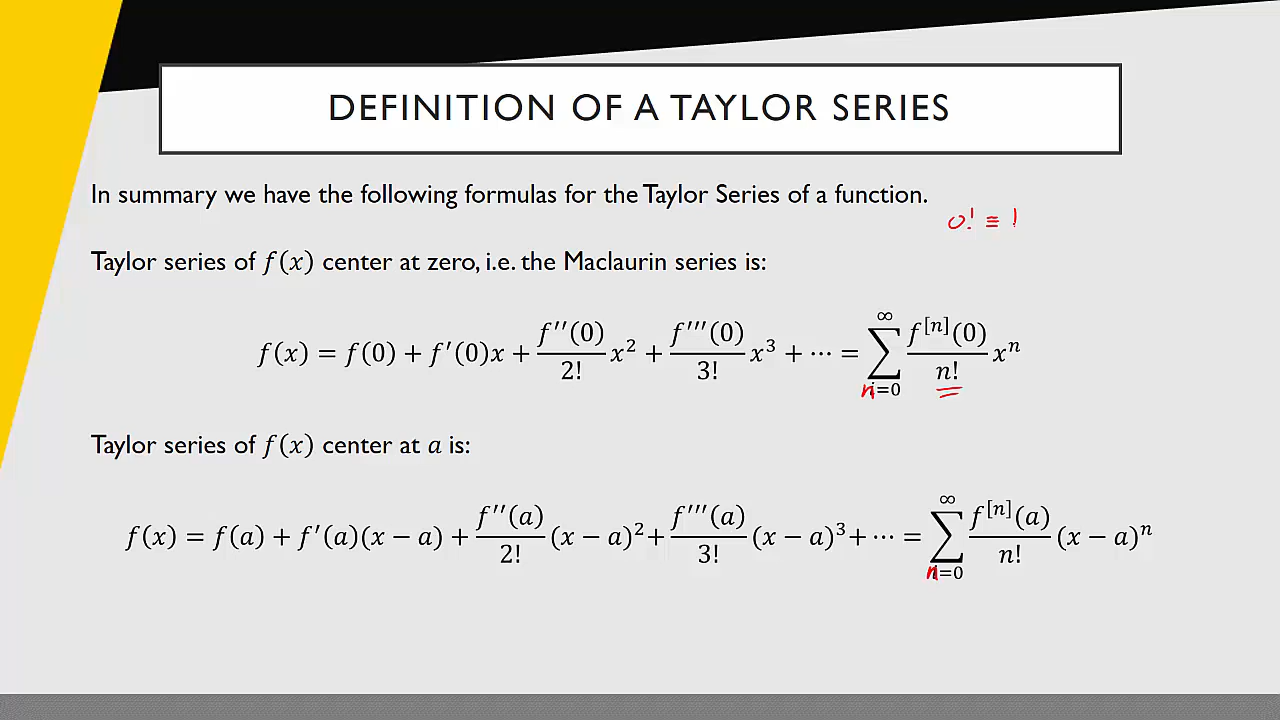 DEFINITION OF A TAYLOR SERIES
In summary we have the following formulas for the Taylor Series of a function.
0! ≡ 1
Taylor series of f(x) center at zero, i.e. the Maclaurin series is:
f(x) = f(0) + f′(0)x + f′′(0)/2! x² + f′′′(0)/3! x³ + ⋯ = ∑_{n=0}^{∞} f^{[n]}(0)/n! xⁿ
Taylor series of f(x) center at a is:
f(x) = f(a) + f′(a)(x − a) + f′′(a)/2! (x − a)² + f′′′(a)/3! (x − a)³ + ⋯ = ∑_{n=0}^{∞} f^{[n]}(a)/n! (x − a)ⁿ